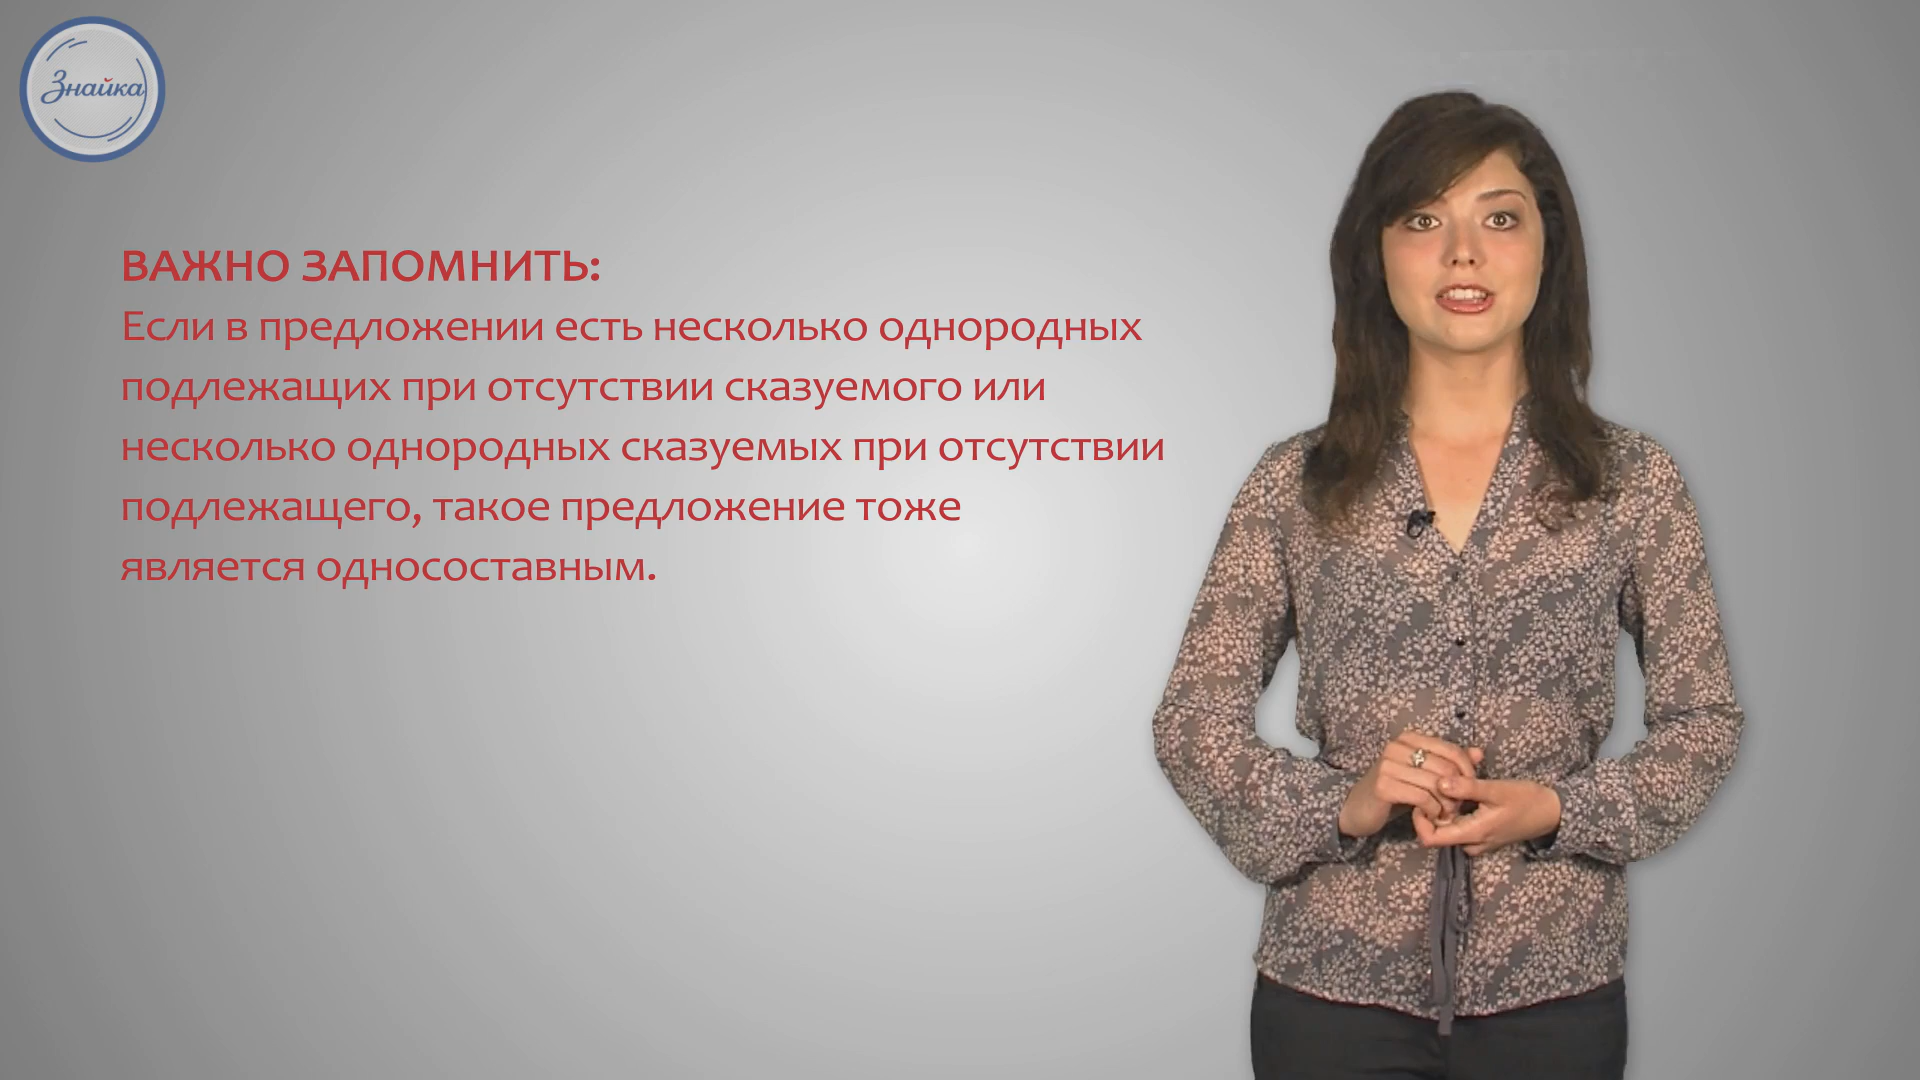 Знайка
ВАЖНО ЗАПОМНИТЬ:
Если в предложении есть несколько однородных
подлежащих при отсутствии сказуемого или
несколько однородных сказуемых при отсутствии
подлежащего, такое предложение тоже
является односоставным.